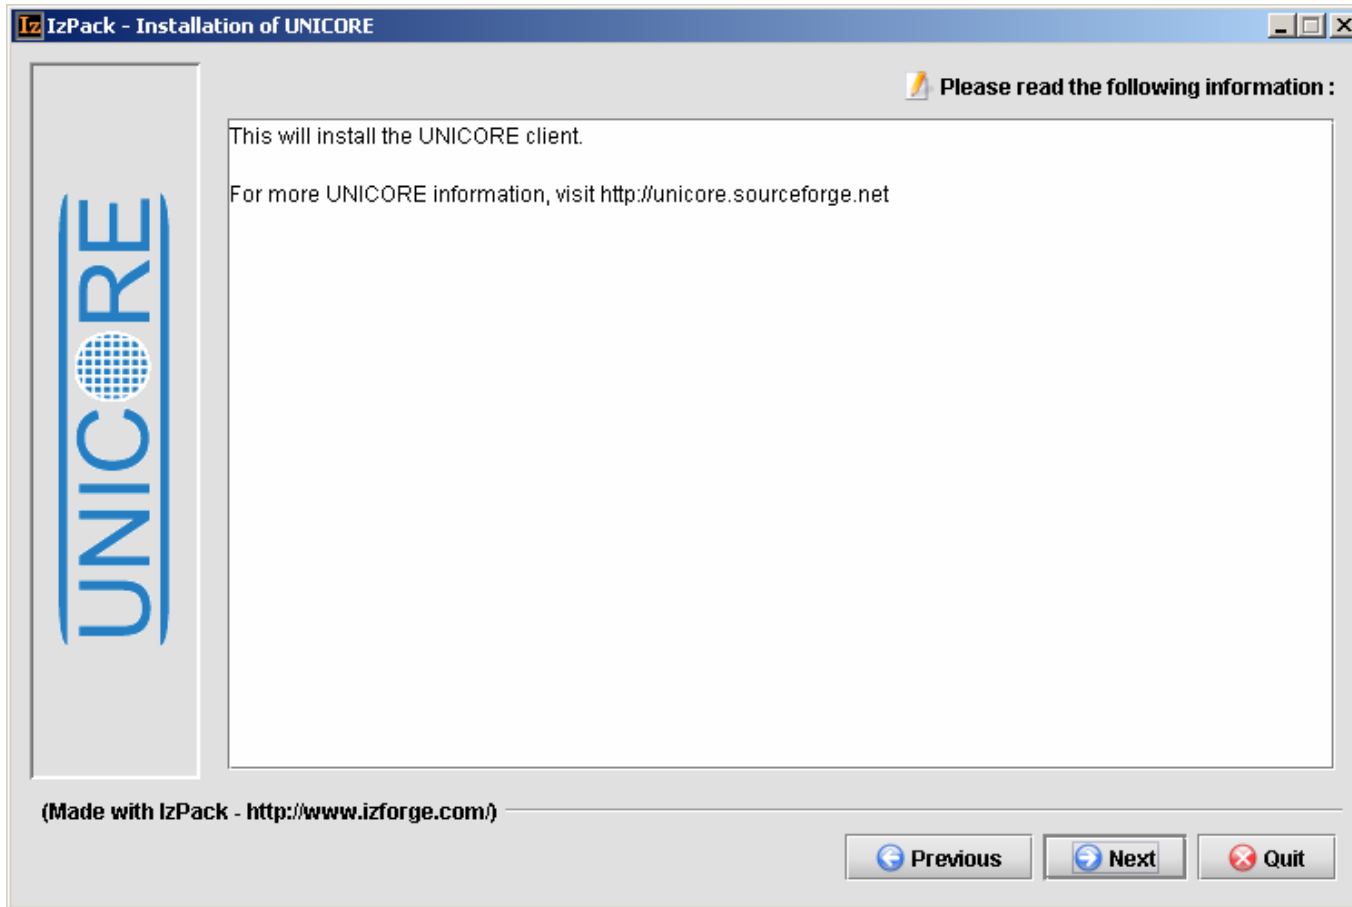 Iz IzPack - Installation of UNICORE
Please read the following information :
This will install the UNICORE client.
For more UNICORE information, visit http://unicore.sourceforge.net
UNICORE
(Made with IzPack - http://www.izforge.com/)
Previous
Next
Quit